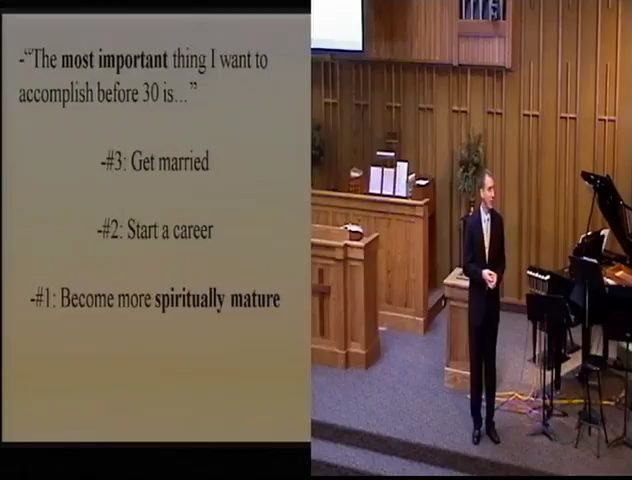 -“The most important thing I want to
accomplish before 30 is...”
-#3: Get married
-#2: Start a career
-#1: Become more spiritually mature